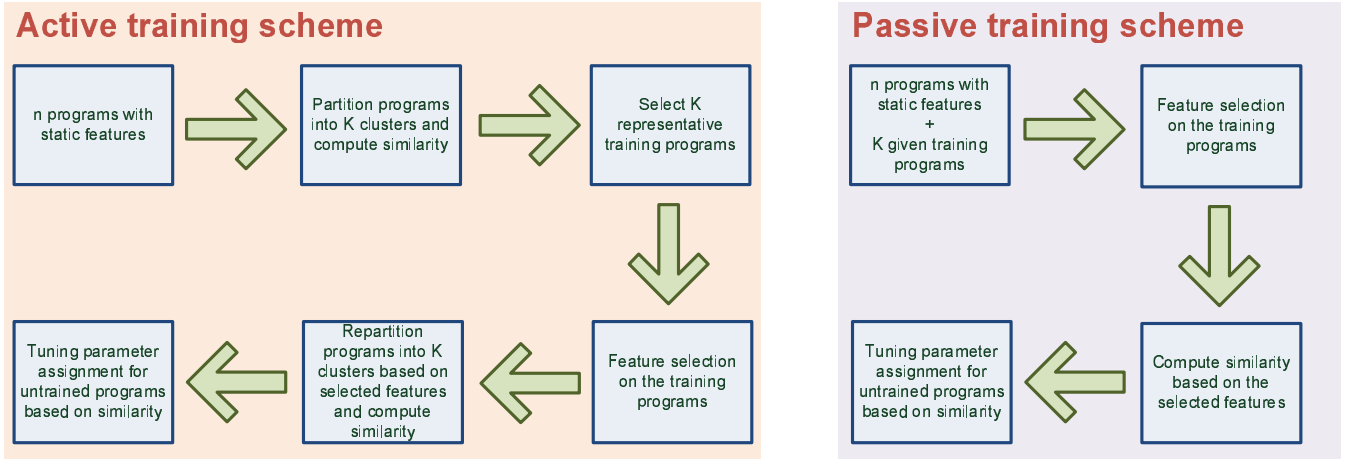 Active training scheme
n programs with
static features
Partition programs
into K clusters and
compute similarity
Select K
representative
training programs
Feature selection
on the training
programs
Repartition
programs into K
clusters based on
selected features
and compute
similarity
Tuning parameter
assignment for
untrained programs
based on similarity
Passive training scheme
n programs with
static features
+
K given training
programs
Feature selection
on the training
programs
Compute similarity
based on the
selected features
Tuning parameter
assignment for
untrained programs
based on similarity